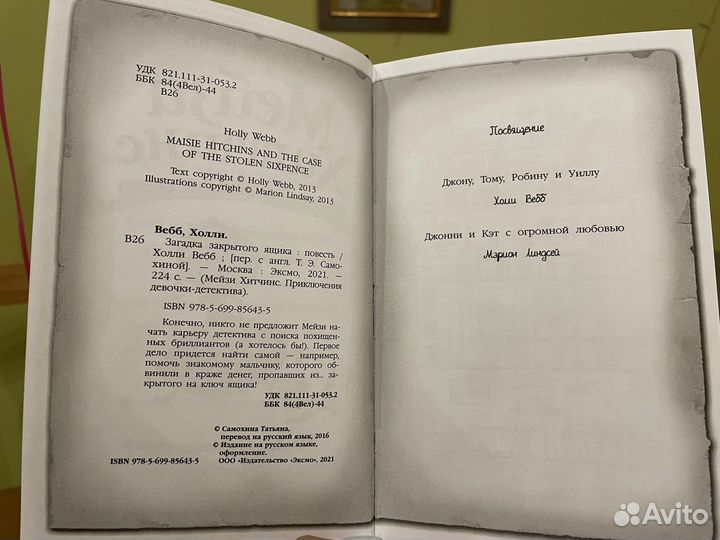 УДК 821.111-31-053.2
ББК 84(4Вел)-44
В26
Holly Webb
MAISIE HITCHINS AND THE CASE
OF THE STOLEN SIXPENCE
Text copyright © Holly Webb, 2013
Illustrations copyright © Marion Lindsay, 2013
Вебб, Холли.
В26 Загадка закрытого ящика : повесть /
Холли Вебб ; [пер. с англ. Т. Э. Само-
хиной]. — Москва : Эксмо, 2021. —
224 с. — (Мейзи Хитчинс. Приключения
девочки-детектива).
ISBN 978-5-699-85643-5
Конечно, никто не предложит Мейзи на-
чать карьеру детектива с поиска похищен-
ных бриллиантов (а хотелось бы!). Первое
дело придется найти самой — например,
помочь знакомому мальчику, которого об-
винили в краже денег, пропавших из... за-
крытого на ключ ящика!
УДК 821.111-31-053.2
ББК 84(4Вел)-44
© Самохина Татьяна,
перевод на русский язык, 2016
© Издание на русском языке,
оформление.
ISBN 978-5-699-85643-5 ООО «Издательство «Эксмо», 2021
Посвящение
Джону, Тому, Робину и Уиллу
Холли Вебб
Джонни и Кэт с огромной любовью
Мэрион Линдсей
Avito